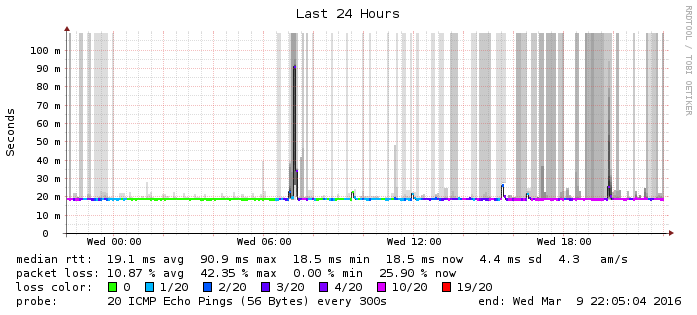 Last 24 Hours
RRDTOOL / TOBI OETIKER
Seconds
100 m
90 m
80 m
70 m
60 m
50 m
40 m
30 m
20 m
10 m
0
Wed 00:00 Wed 06:00 Wed 12:00 Wed 18:00
median rtt: 19.1 ms avg 90.9 ms max 18.5 ms min 18.5 ms now 4.4 ms sd 4.3 am/s
packet loss: 10.87 % avg 42.35 % max 0.00 % min 25.90 % now
loss color: 0 1/20 2/20 3/20 4/20 10/20 19/20
probe: 20 ICMP Echo Pings (56 Bytes) every 300s end: Wed Mar 9 22:05:04 2016